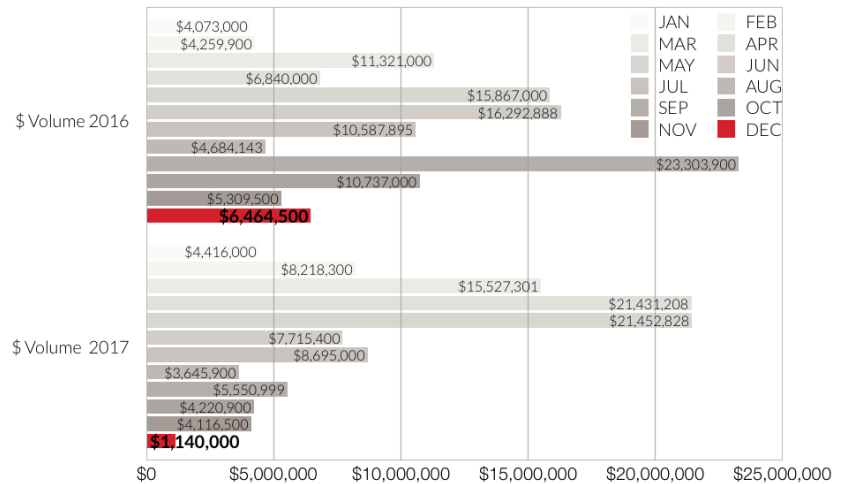 $4,073,000 JAN FEB
$4,259,900 MAR APR
$11,321,000 MAY JUN
$6,840,000 JUL AUG
$15,867,000 SEP OCT
$16,292,888 NOV DEC
$ Volume 2016
$10,587,895
$4,684,143
$23,303,900
$10,737,000
$5,309,500
$6,464,500
$4,416,000
$8,218,300
$15,527,301
$21,431,208
$21,452,828
$7,715,400
$ Volume 2017
$8,695,000
$3,645,900
$5,550,999
$4,220,900
$4,116,500
$1,140,000
$0 $5,000,000 $10,000,000 $15,000,000 $20,000,000 $25,000,000